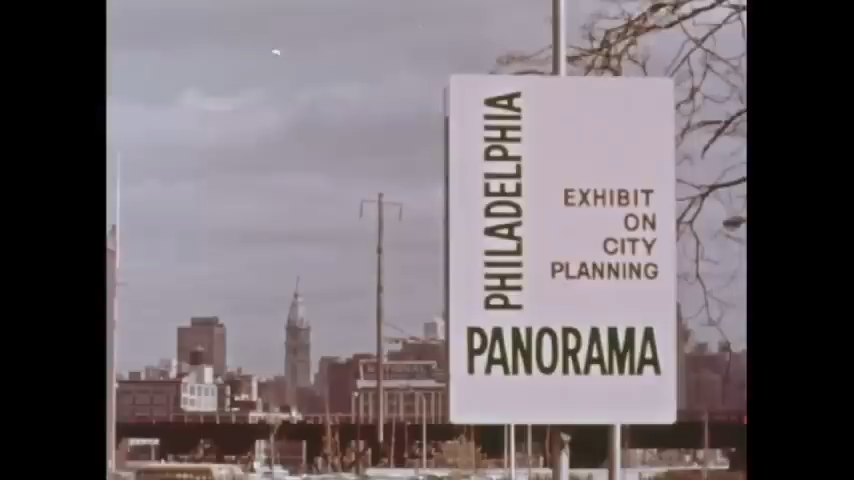 PHILADELPHIA
EXHIBIT
ON
CITY
PLANNING
PANORAMA